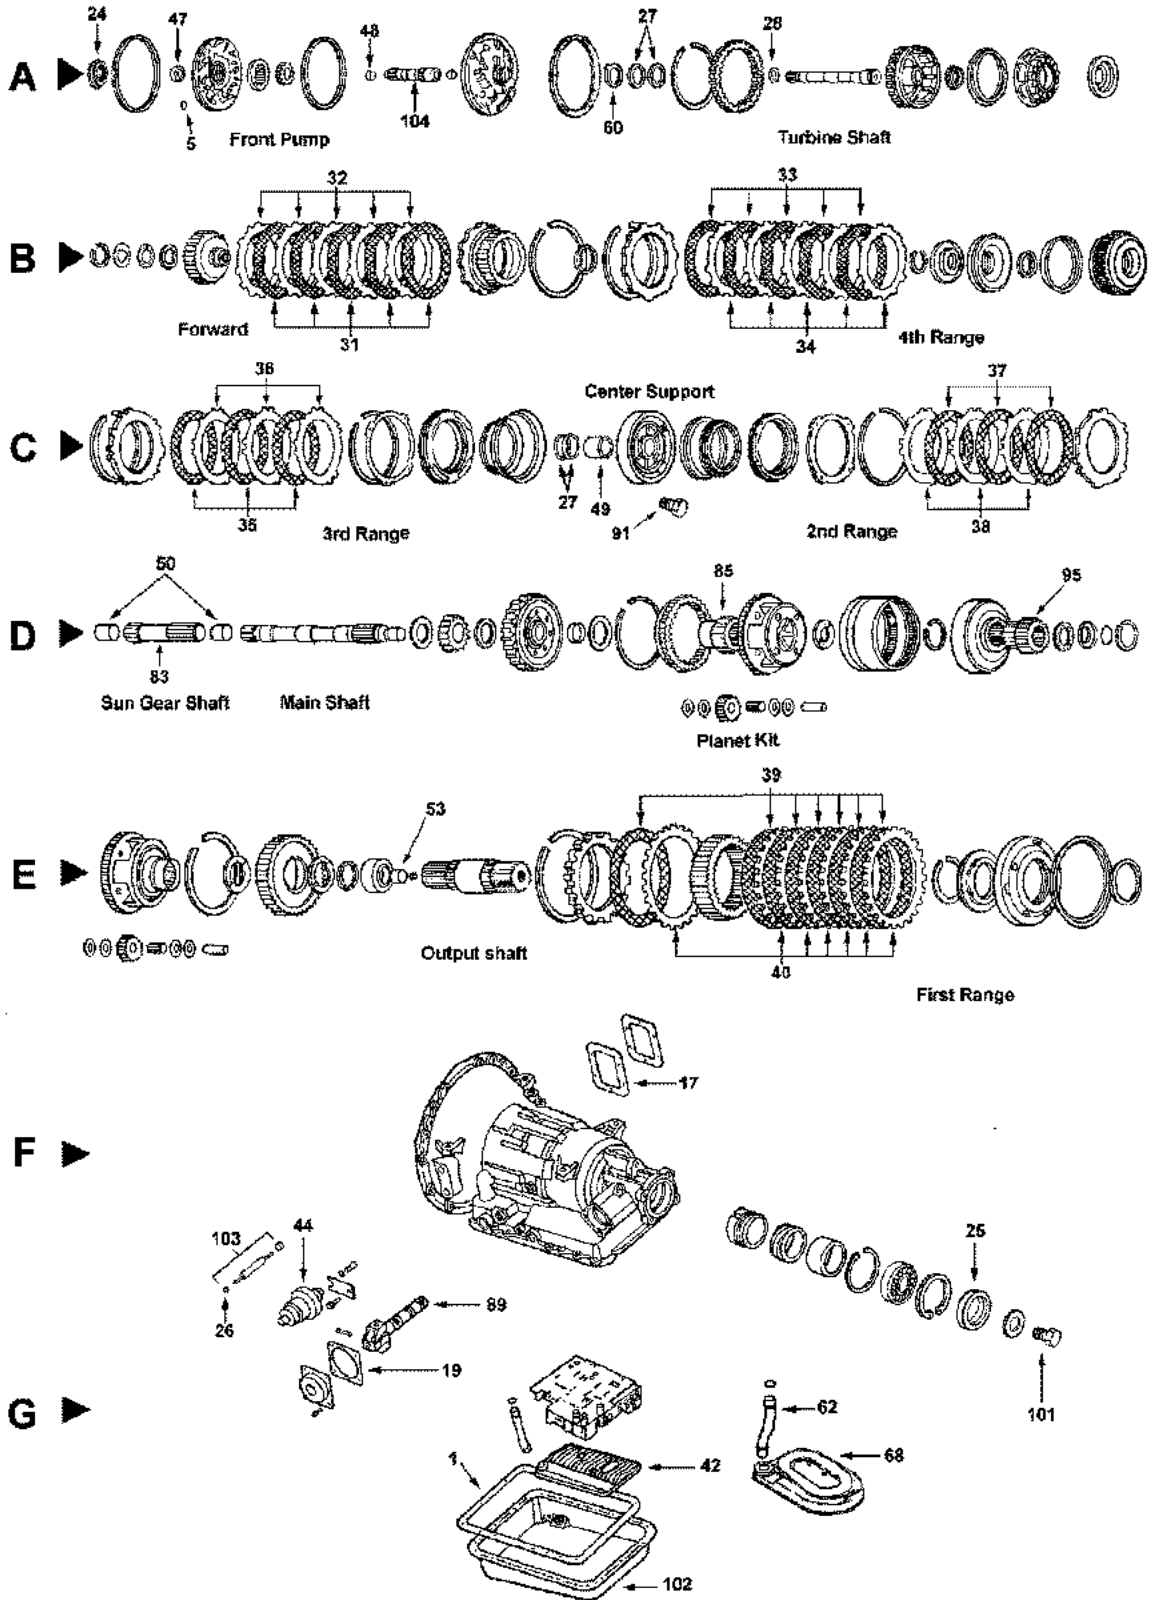 24
47
48
27
28
A
104
5
60
Front Pump
Turbine Shaft
32
33
B
Forward
31
34
4th Range
36
Center Support
37
C
27
49
35
91
38
3rd Range
2nd Range
50
85
95
D
83
Sun Gear Shaft
Main Shaft
Planet Kit
39
53
E
Output shaft
40
First Range
17
F
103
44
25
26
89
19
101
G
62
1
42
68
102